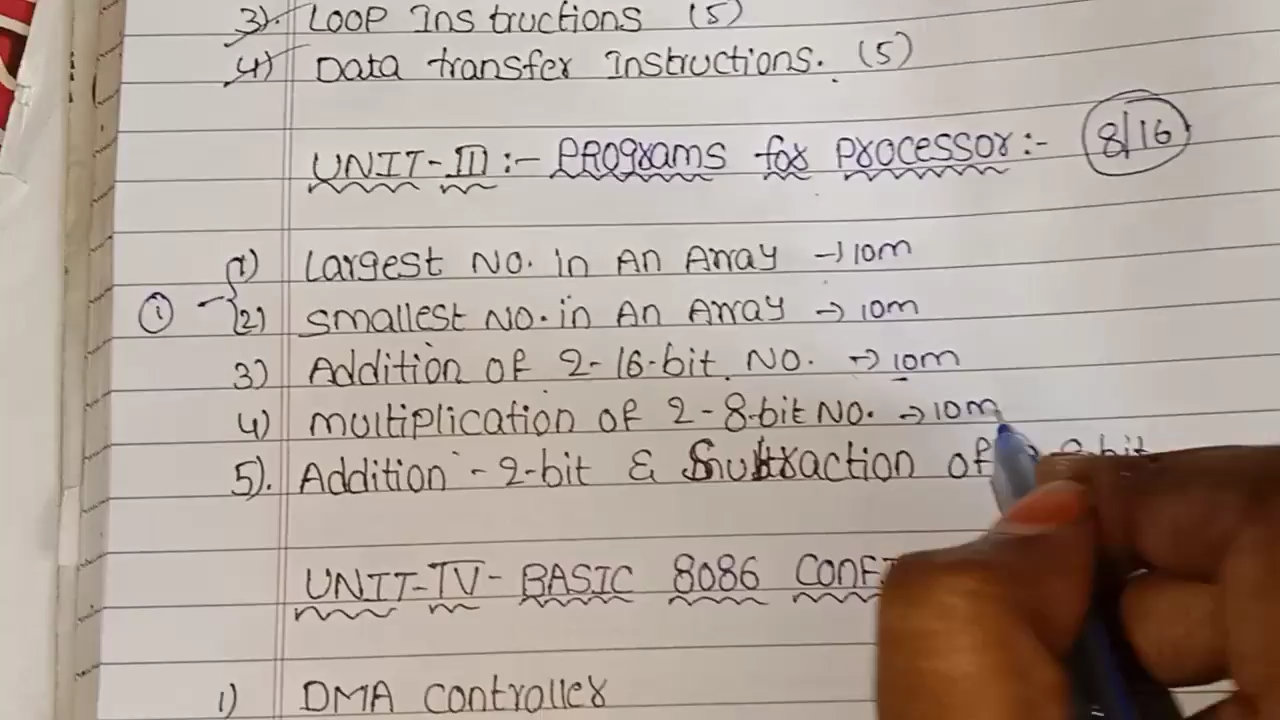 3). Loop Instructions (5)
4) Data transfer Instructions. (5)
UNIT-III :- Programs for Processor:- 8/16
1) Largest No. in An Array → 10m
① 2) Smallest No. in An Array → 10m
3) Addition of 2-16-bit No. → 10m
4) Multiplication of 2-8-bit No. → 10m
5). Addition - 2-bit & Subtraction of
UNIT-IV- BASIC 8086
1) DMA Controller